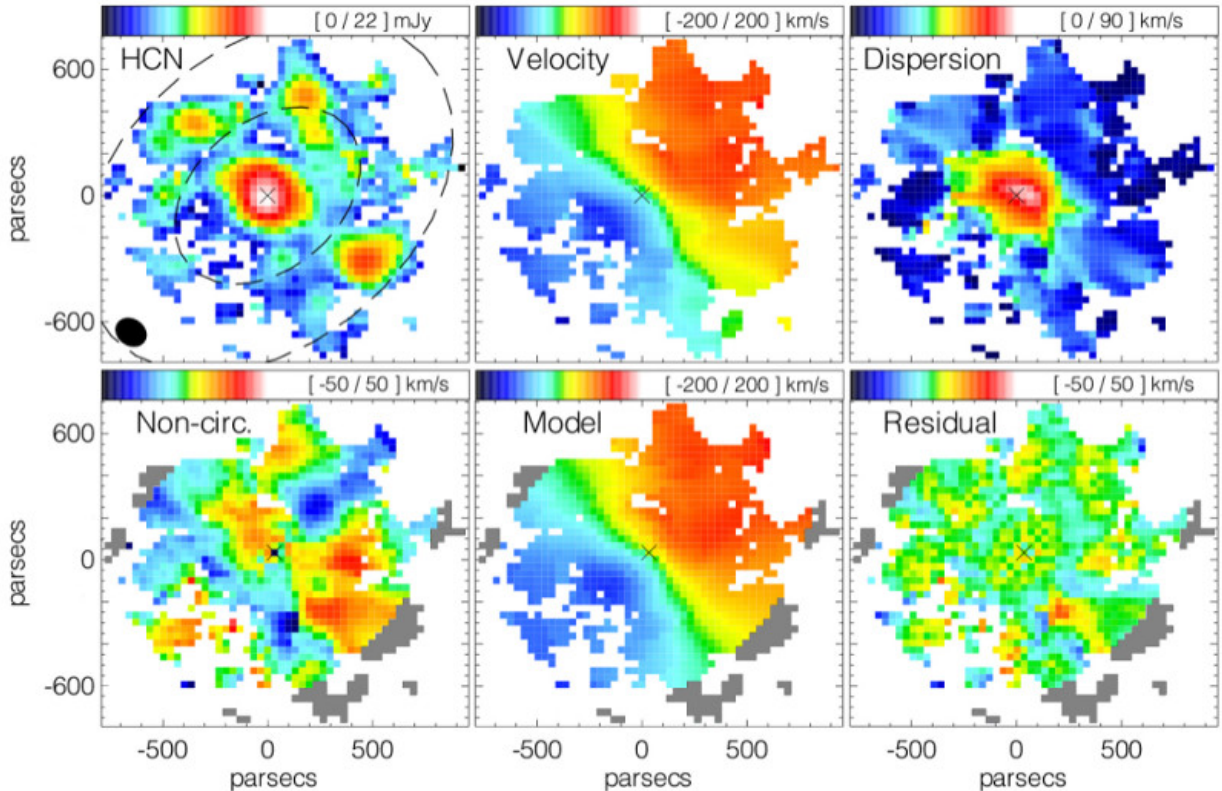 [ 0 / 22 ] mJy
[ -200 / 200 ] km/s
[ 0 / 90 ] km/s
HCN
Velocity
Dispersion
600
0
-600
parsecs
[ -50 / 50 ] km/s
[ -200 / 200 ] km/s
[ -50 / 50 ] km/s
Non-circ.
Model
Residual
600
0
-600
parsecs
-500 0 500
-500 0 500
-500 0 500
parsecs
parsecs
parsecs